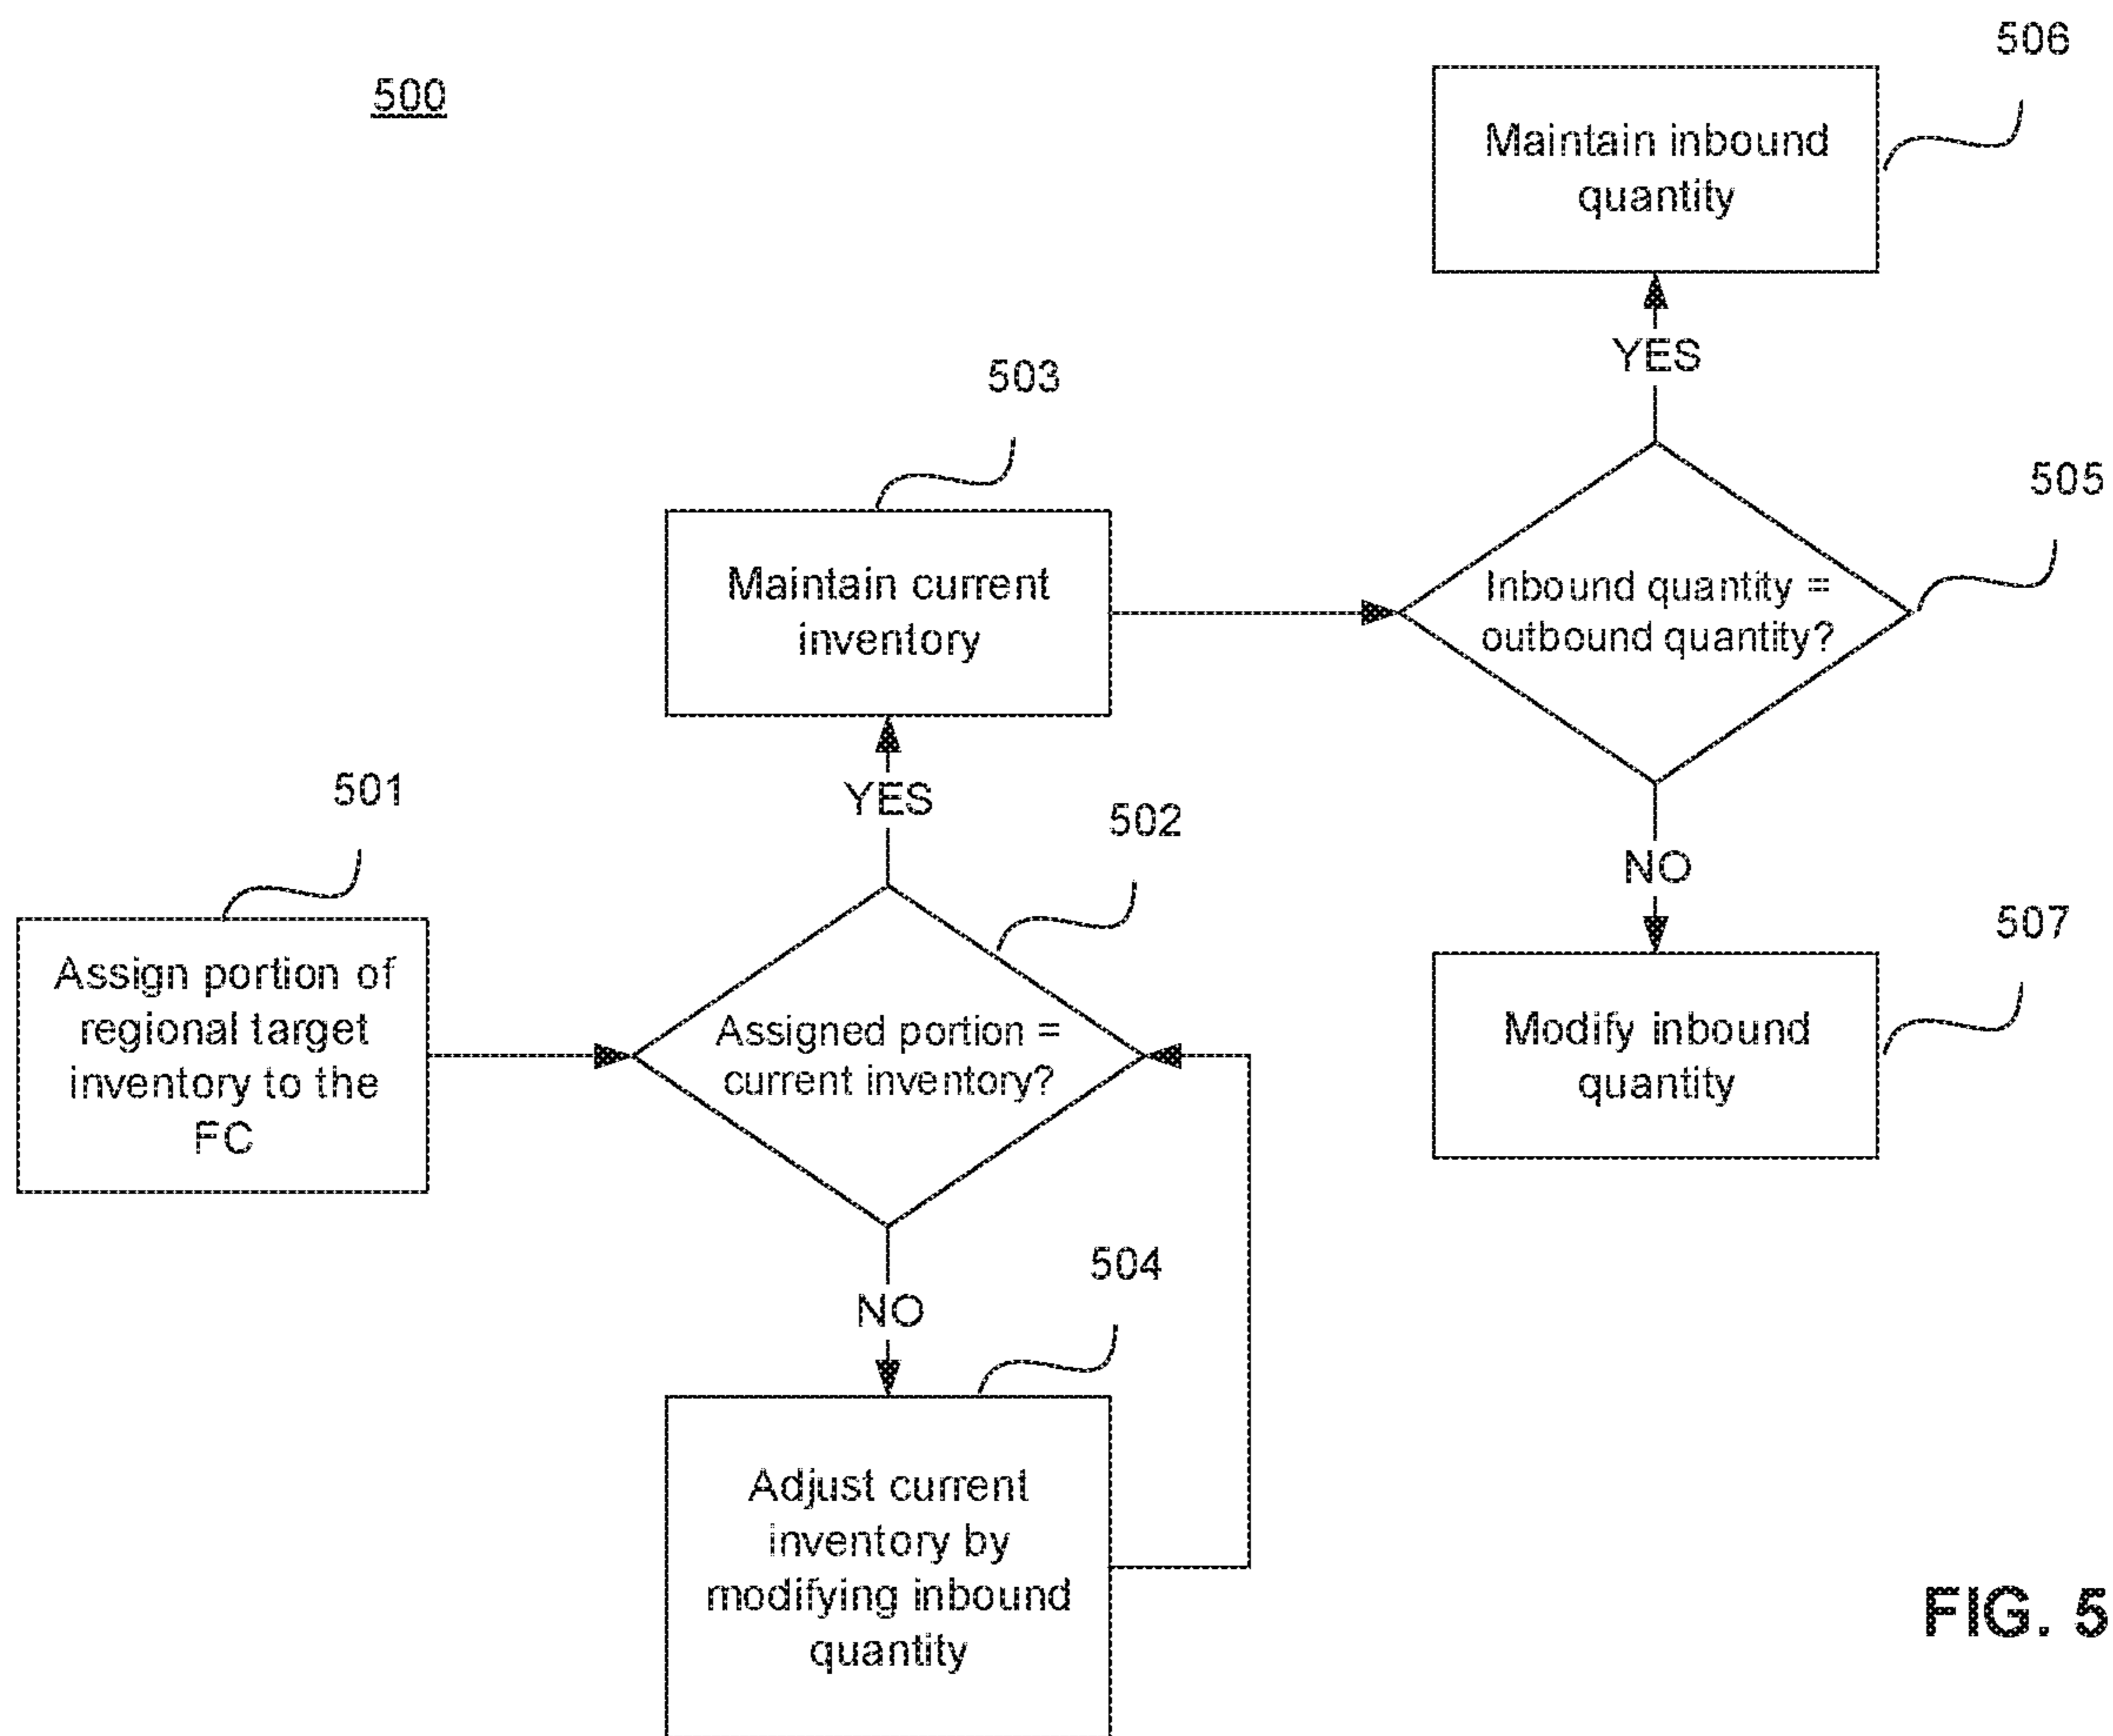 500
506
Maintain inbound
quantity
YES
503
505
Maintain current
inventory
Inbound quantity =
outbound quantity?
YES
NO
501
502
507
Assign portion of
regional target
inventory to the
FC
Assigned portion =
current inventory?
Modify inbound
quantity
504
NO
Adjust current
inventory by
modifying inbound
quantity
FIG. 5